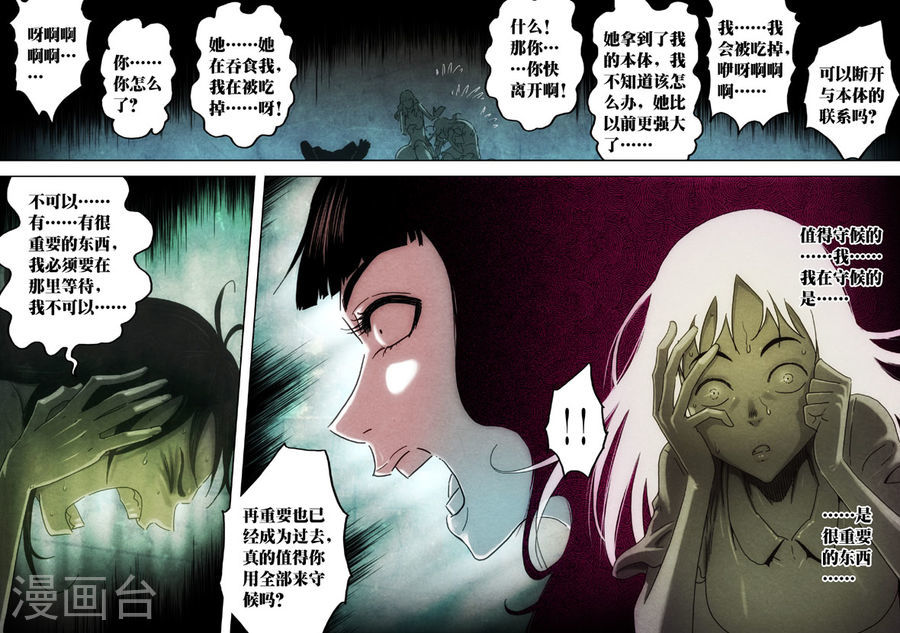 呀啊啊
啊啊……
……
你……
你怎么
了？
她……她
在吞食我，
我在被吃
掉……呀！
什么！
那你……
……你快
离开啊！
她拿到了我
的本体，我
不知道该怎
么办，她比
以前更强大
了……
我……我
会被吃掉，
咿呀啊啊
啊……
可以断开
与本体的
联系吗？
不可以……
有……有很
重要的东西，
我必须要在
那里等待，
我不可以……
再重要也已
经成为过去，
真的值得你
用全部来守
候吗？
！！
值得守候的
……我……
我在守候的
是……
……是
很重要
的东西
……
漫画台